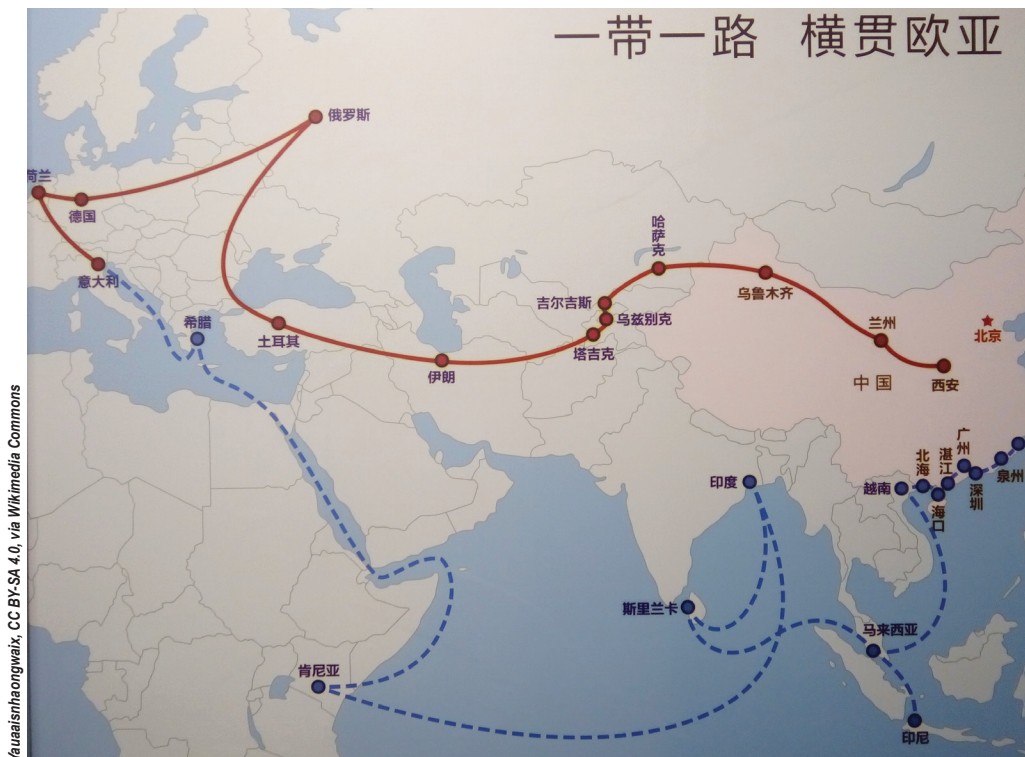 一带一路 横贯欧亚
俄罗斯
荷兰
德国
意大利
希腊
土耳其
伊朗
哈萨克
吉尔吉斯
乌兹别克
塔吉克
乌鲁木齐
兰州
北京
中国
西安
广州
北海
湛江
越南
海口
深圳
泉州
印度
斯里兰卡
马来西亚
肯尼亚
印尼
CC BY-SA 4.0, via Wikimedia Commons